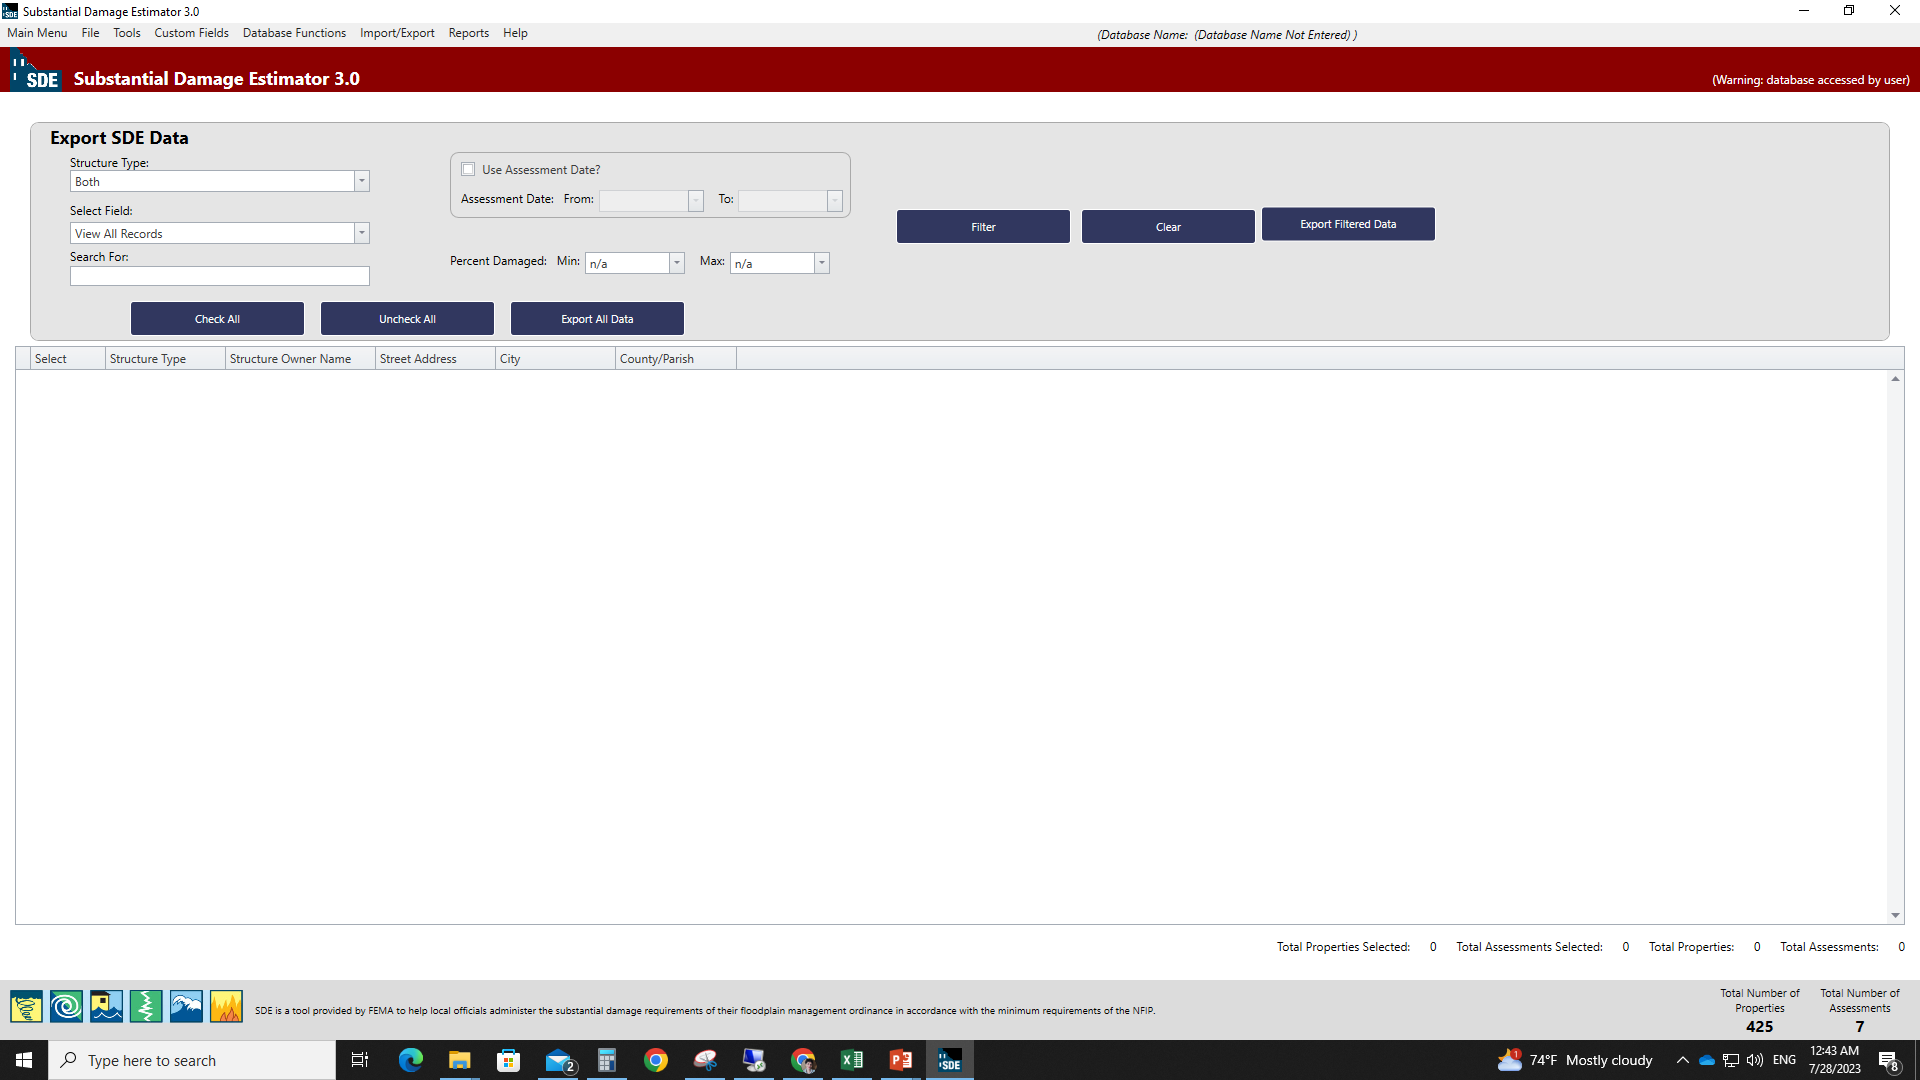 Substantial Damage Estimator 3.0
Main Menu File Tools Custom Fields Database Functions Import/Export Reports Help (Database Name: (Database Name Not Entered) )
SDE Substantial Damage Estimator 3.0 (Warning: database accessed by user)
Export SDE Data
Structure Type:
Both
Select Field:
View All Records
Search For:
Use Assessment Date?
Assessment Date: From: To:
Percent Damaged: Min: n/a Max: n/a
Filter Clear Export Filtered Data
Check All Uncheck All Export All Data
Select Structure Type Structure Owner Name Street Address City County/Parish
Total Properties Selected: 0 Total Assessments Selected: 0 Total Properties: 0 Total Assessments: 0
SDE is a tool provided by FEMA to help local officials administer the substantial damage requirements of their floodplain management ordinance in accordance with the minimum requirements of the NFIP.
Total Number of Properties
425
Total Number of Assessments
7
Type here to search
2
SDE
1
74°F Mostly cloudy
ENG
12:43 AM
7/28/2023
8